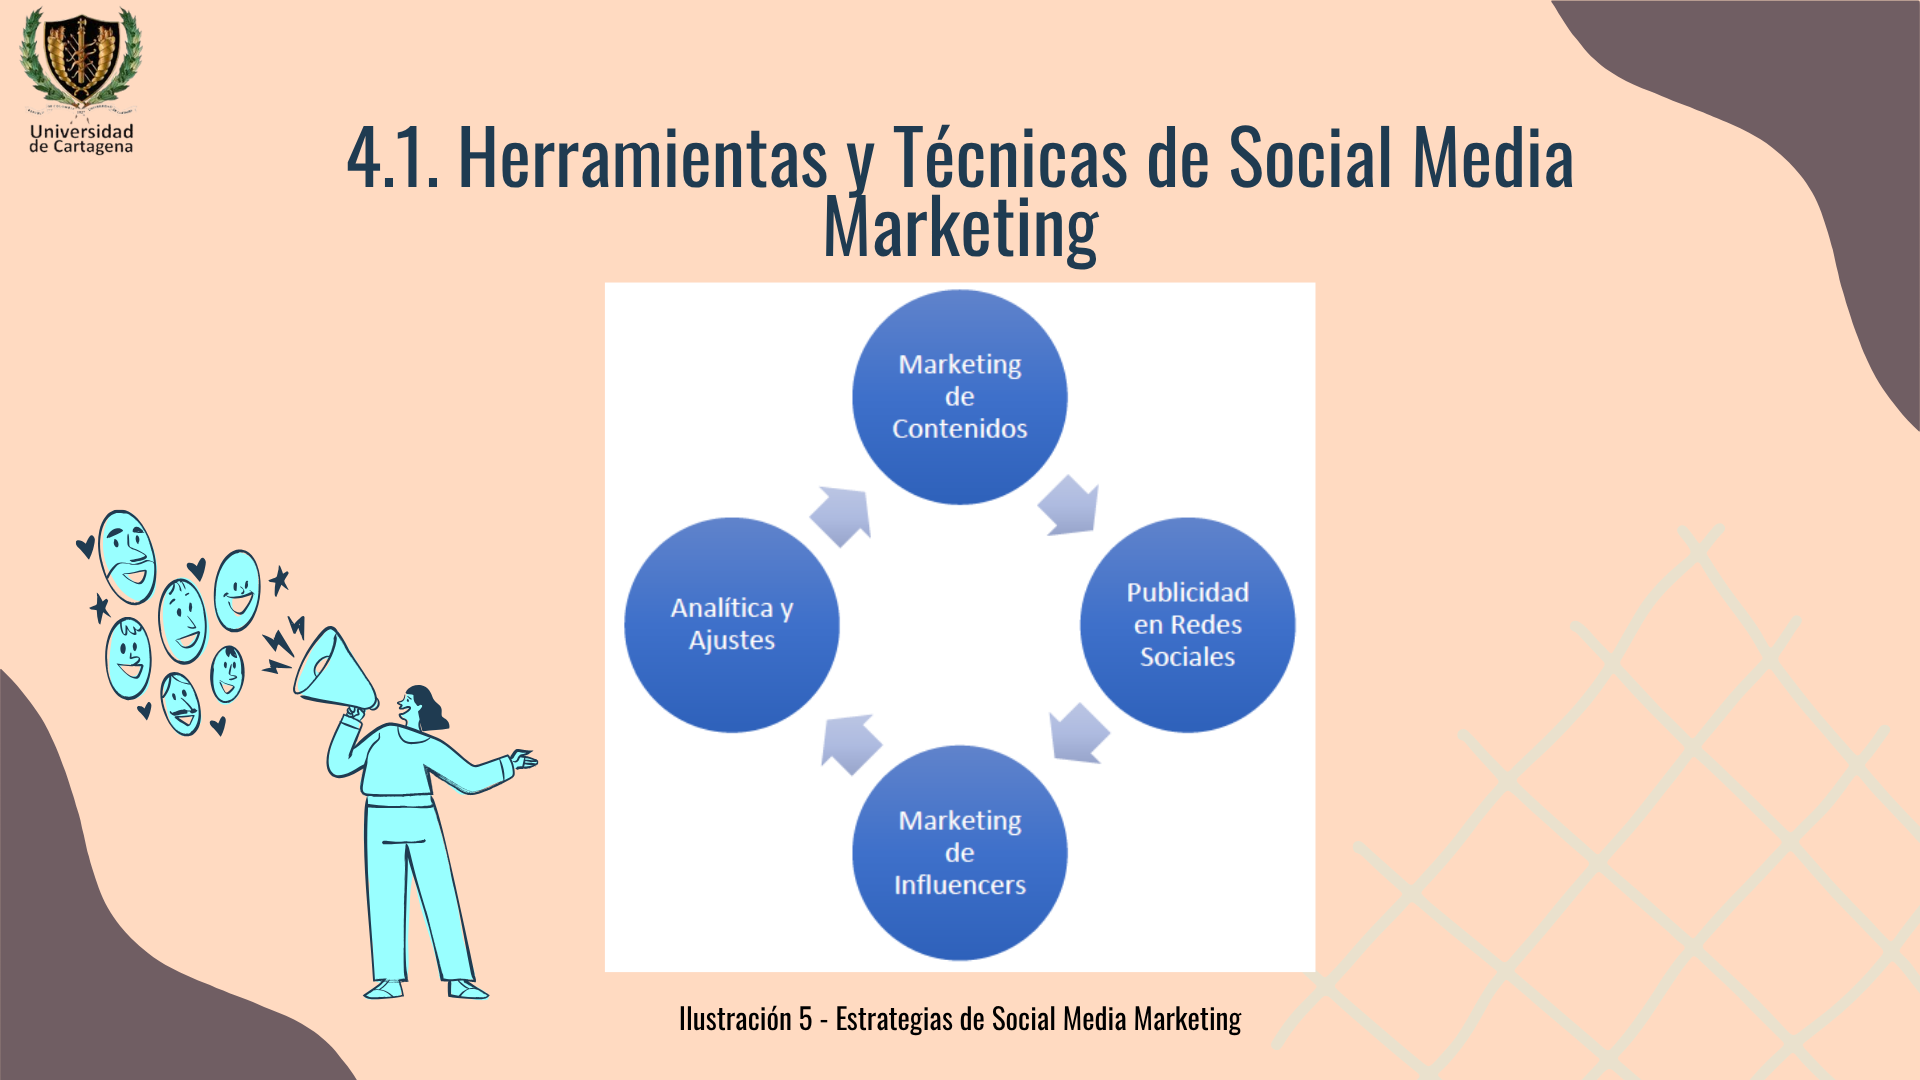 Universidad
de Cartagena
4.1. Herramientas y Técnicas de Social Media
Marketing
Marketing
de
Contenidos
Publicidad
en Redes
Sociales
Marketing
de
Influencers
Analítica y
Ajustes
Ilustración 5 - Estrategias de Social Media Marketing